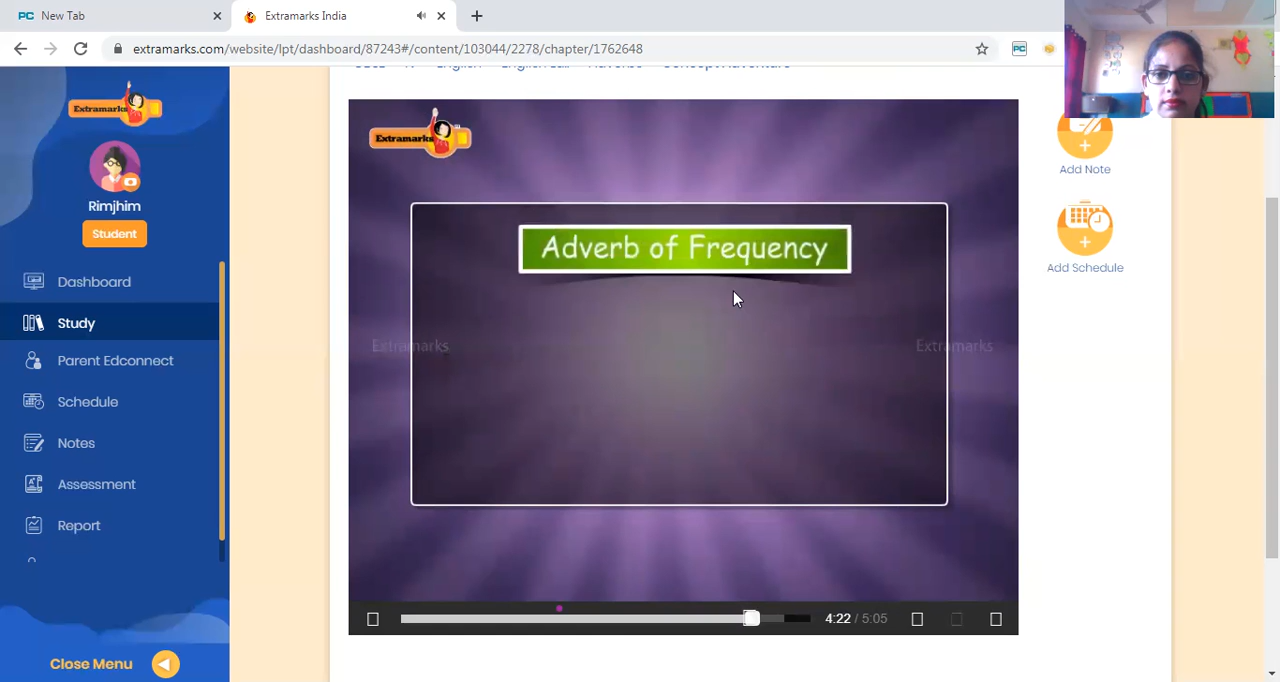 PC New Tab
Extramarks India
extramarks.com/website/lpt/dashboard/87243#/content/103044/2278/chapter/1762648
PC
Extramarks
Rimjhim
Student
Dashboard
Study
Parent Edconnect
Schedule
Notes
Assessment
Report
Close Menu
Extramarks
Adverb of Frequency
Extramarks
Extramarks
4:22 / 5:05
Add Note
Add Schedule